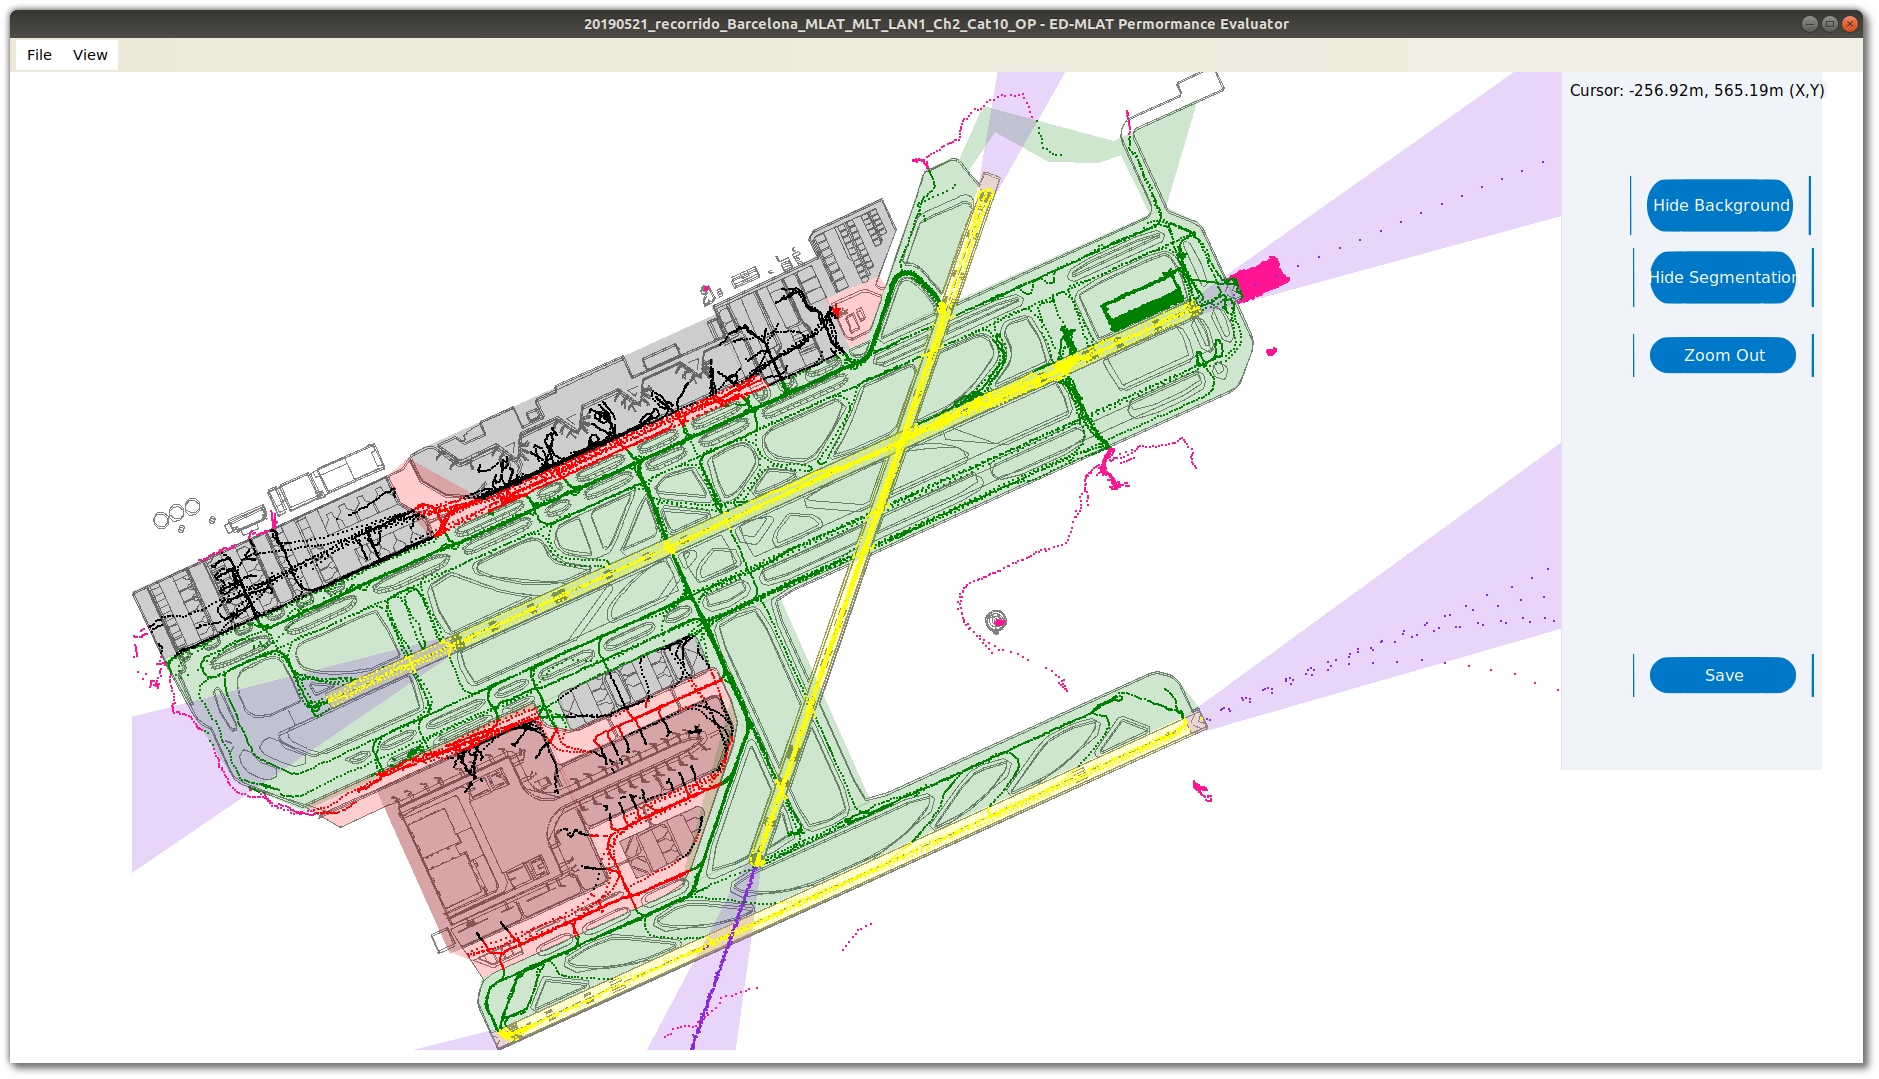 20190521_recorrido_Barcelona_MLAT_MLT_LAN1_Ch2_Cat10_OP - ED-MLAT Permormance Evaluator
File View
Cursor: -256.92m, 565.19m (X,Y)
Hide Background
Hide Segmentation
Zoom Out
Save